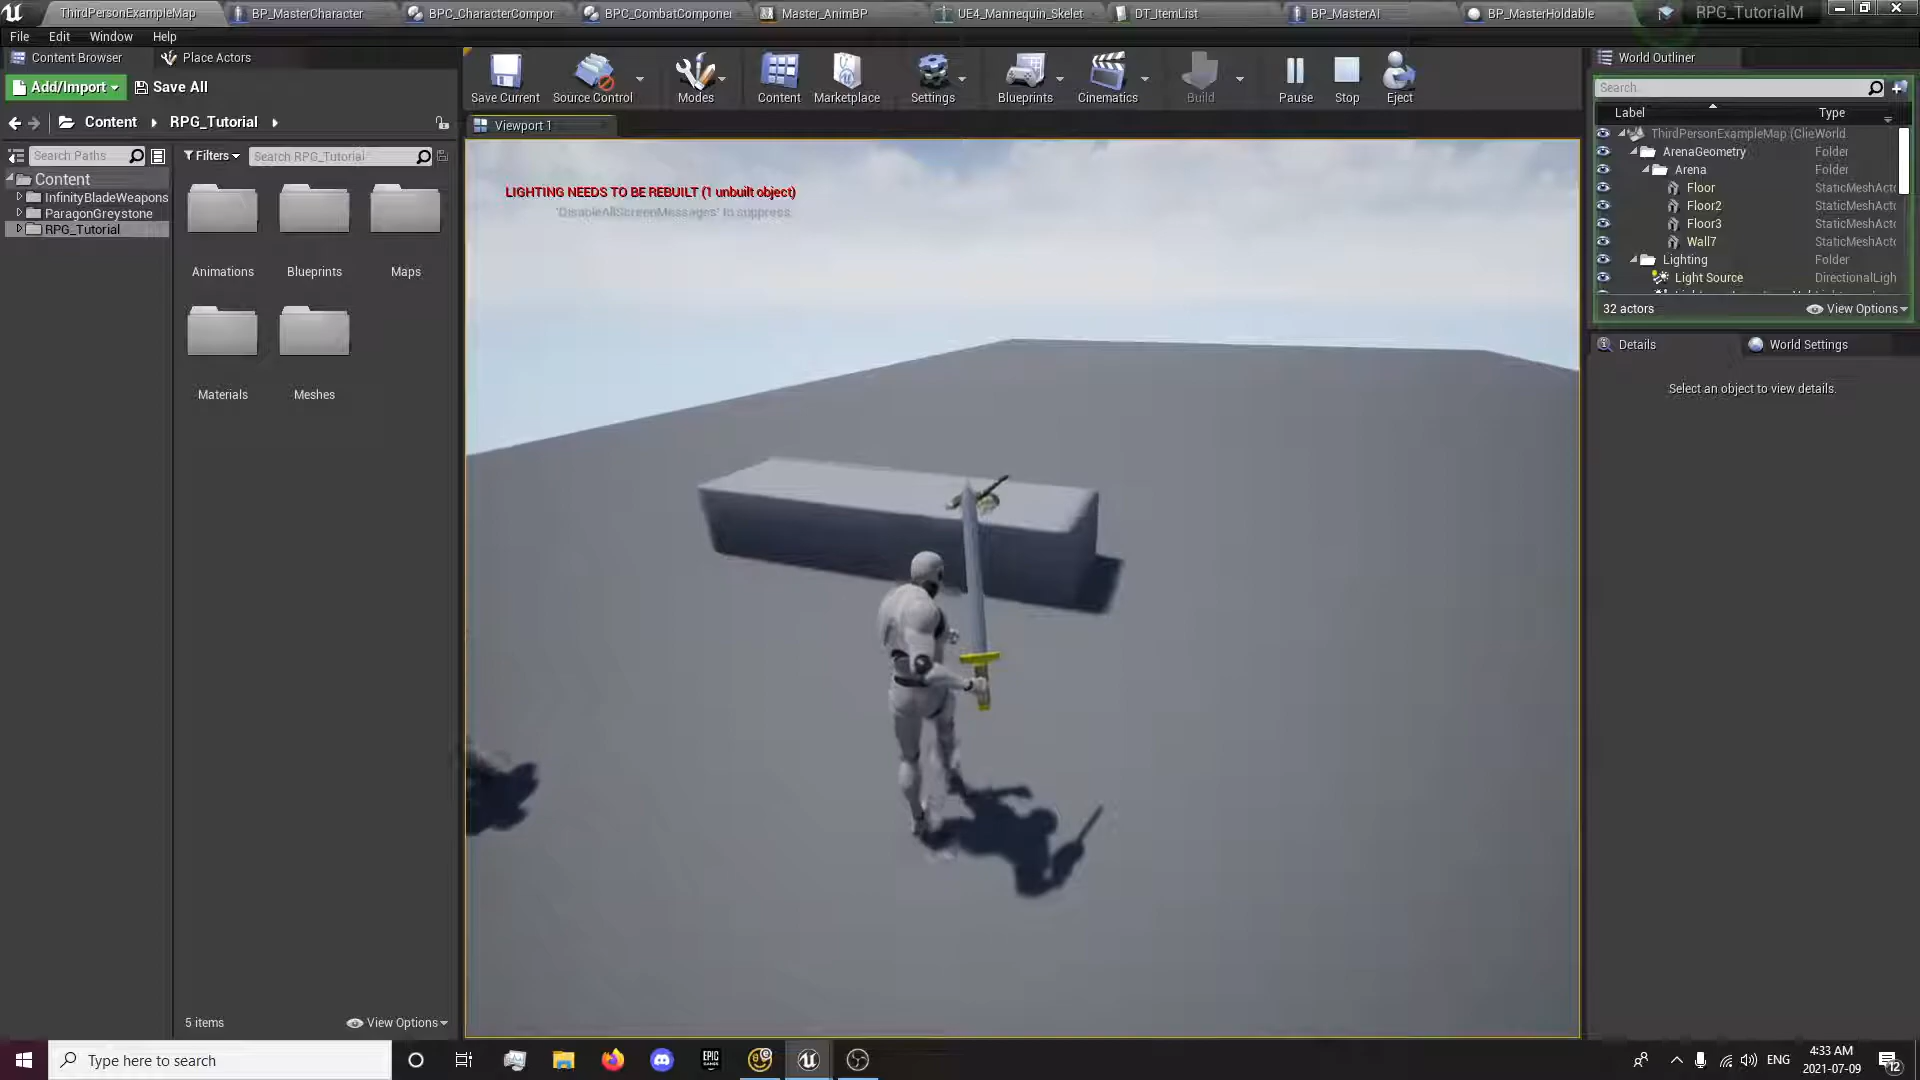 ThirdPersonExampleMap
BP_MasterCharacter
BPC_CharacterCompor
BPC_CombatComponer
Master_AnimBP
UE4_Mannequin_Skelet
DT_ItemList
BP_MasterAI
BP_MasterHoldable
RPG_TutorialM
File Edit Window Help
Content Browser
Place Actors
Add/Import
Save All
Content
RPG_Tutorial
Search Paths
Filters
Search RPG_Tutorial
Content
InfinityBladeWeapons
ParagonGreystone
RPG_Tutorial
Animations
Blueprints
Maps
Materials
Meshes
5 items
View Options
Save Current
Source Control
Modes
Content
Marketplace
Settings
Blueprints
Cinematics
Build
Pause
Stop
Eject
Viewport 1
LIGHTING NEEDS TO BE REBUILT (1 unbuilt object)
'DisableAllScreenMessages' to suppress
World Outliner
Search
Label Type
ThirdPersonExampleMap (Clie World
ArenaGeometry Folder
Arena Folder
Floor StaticMeshActo
Floor2 StaticMeshActo
Floor3 StaticMeshActo
Wall7 StaticMeshActo
Lighting Folder
Light Source DirectionalLigh
32 actors
View Options
Details
World Settings
Select an object to view details.
Type here to search
EPIC
GAMES
ENG
4:33 AM
2021-07-09
12